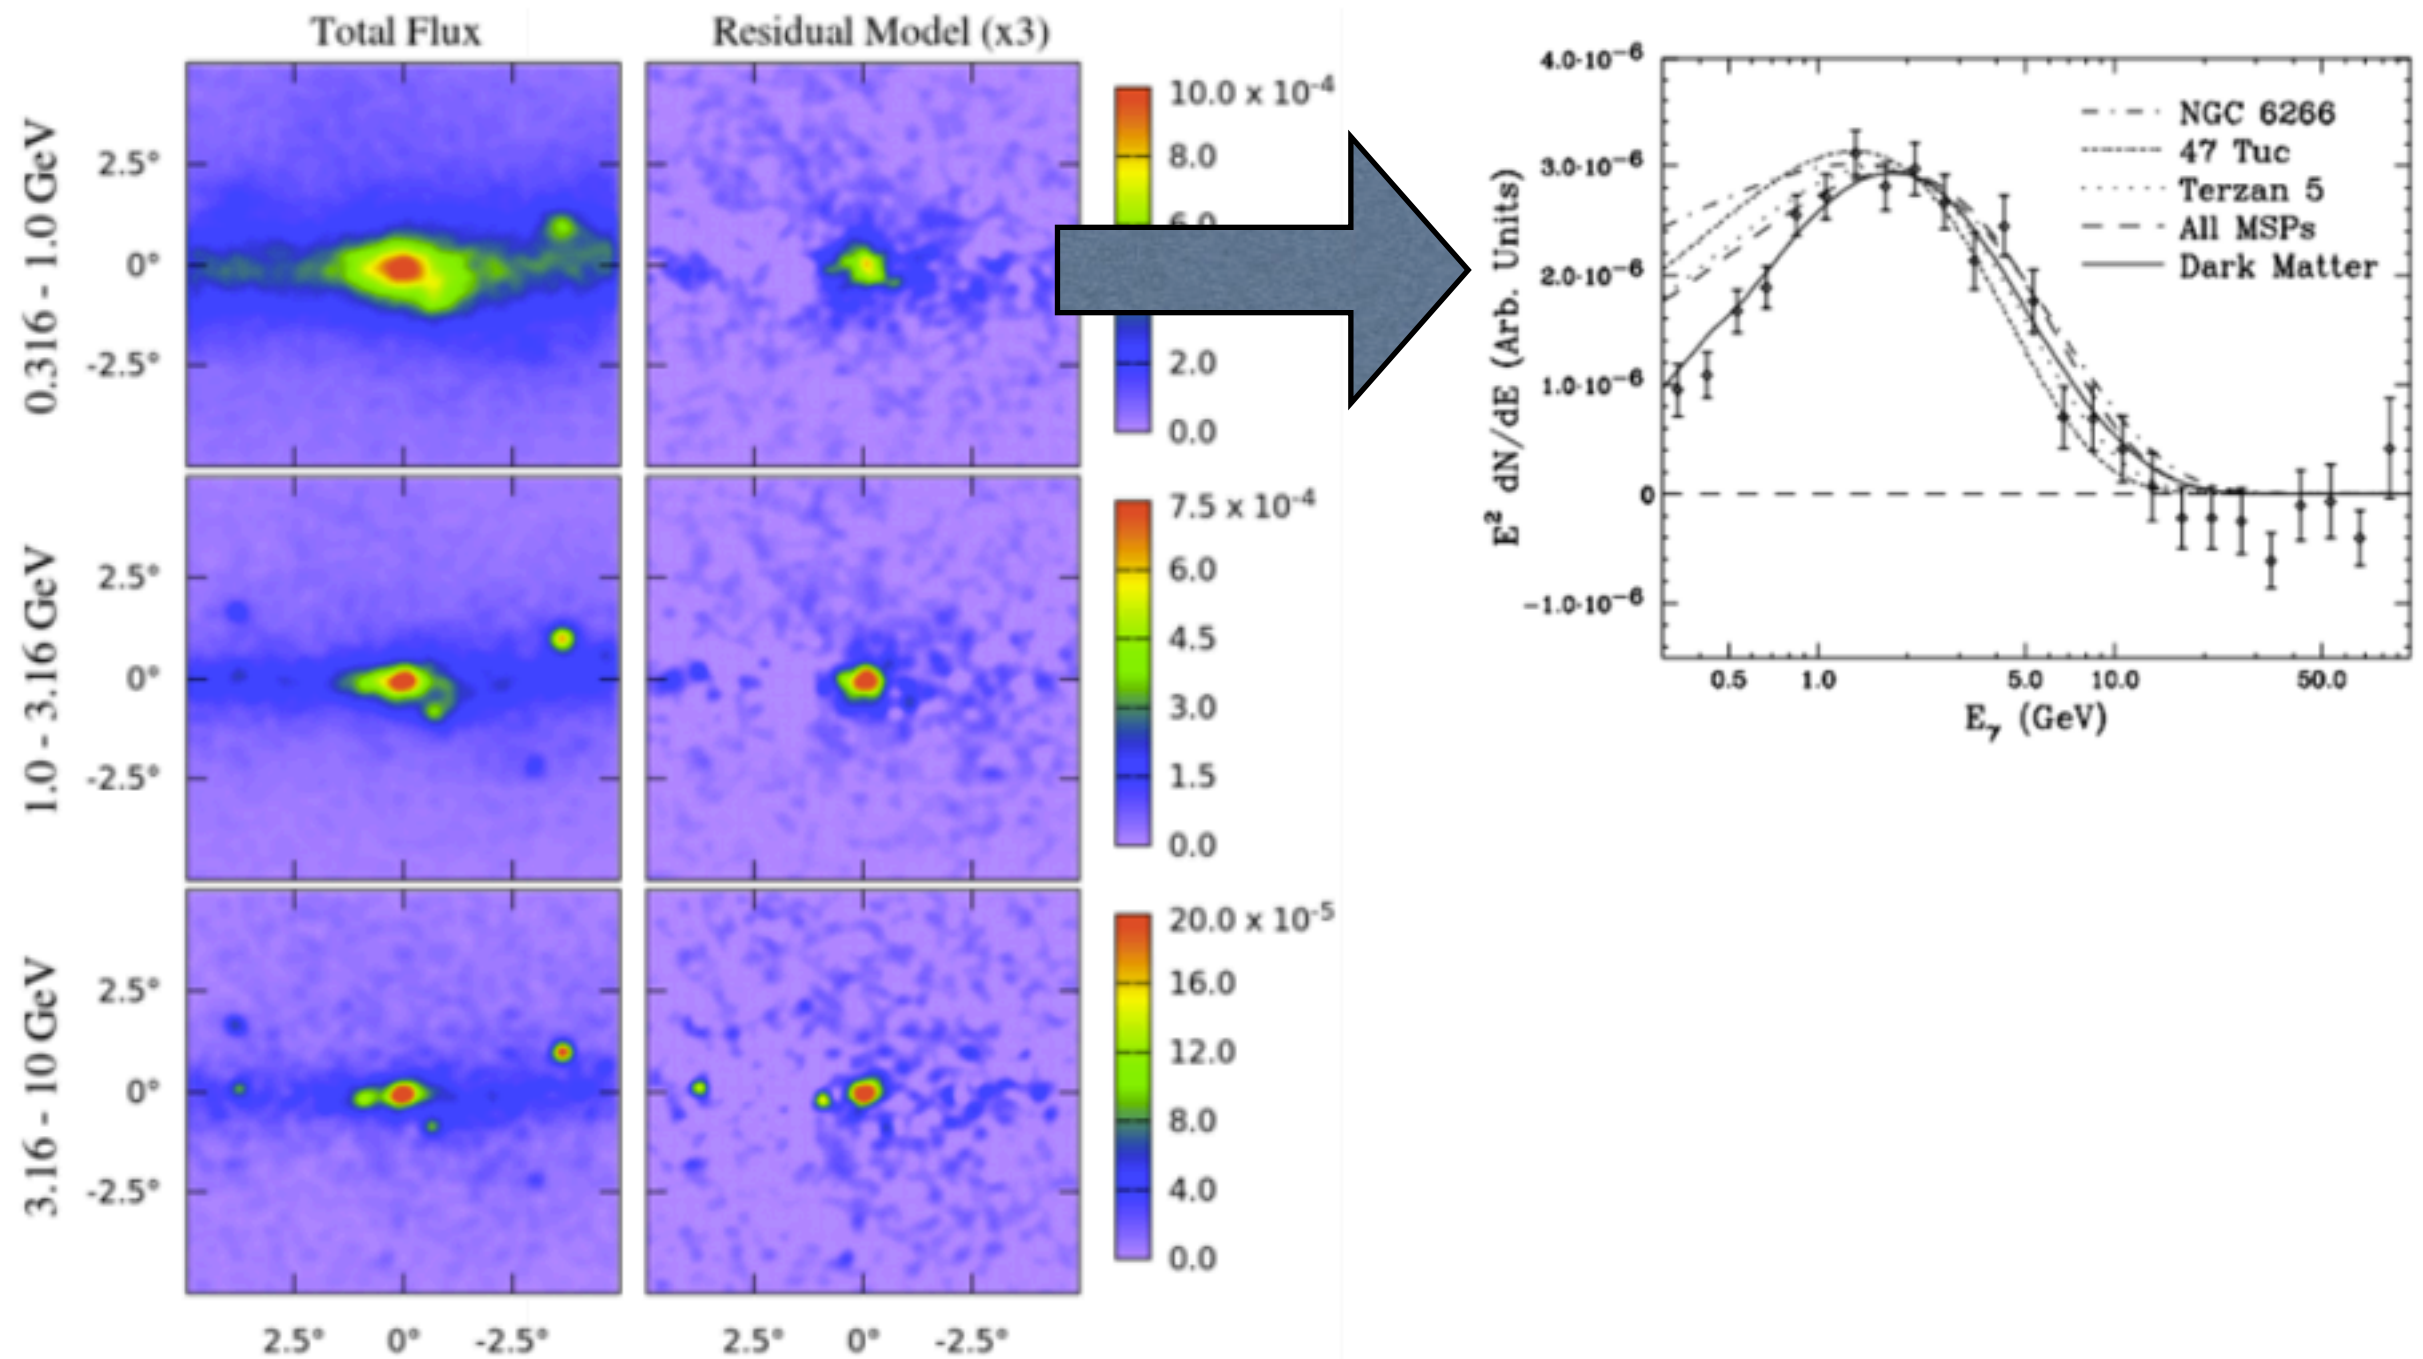 Total Flux
Residual Model (x3)
0.316 - 1.0 GeV
2.5°
0°
-2.5°
10.0 x 10-4
8.0
6.0
2.0
0.0
1.0 - 3.16 GeV
2.5°
0°
-2.5°
7.5 x 10-4
6.0
4.5
3.0
1.5
0.0
3.16 - 10 GeV
2.5°
0°
-2.5°
20.0 x 10-5
16.0
12.0
8.0
4.0
0.0
2.5° 0° -2.5°
2.5° 0° -2.5°
E2 dN/dE (Arb. Units)
4.0·10-6
3.0·10-6
2.0·10-6
1.0·10-6
0
-1.0·10-6
NGC 6266
47 Tuc
Terzan 5
All MSPs
Dark Matter
0.5 1.0 5.0 10.0 50.0
Eγ (GeV)